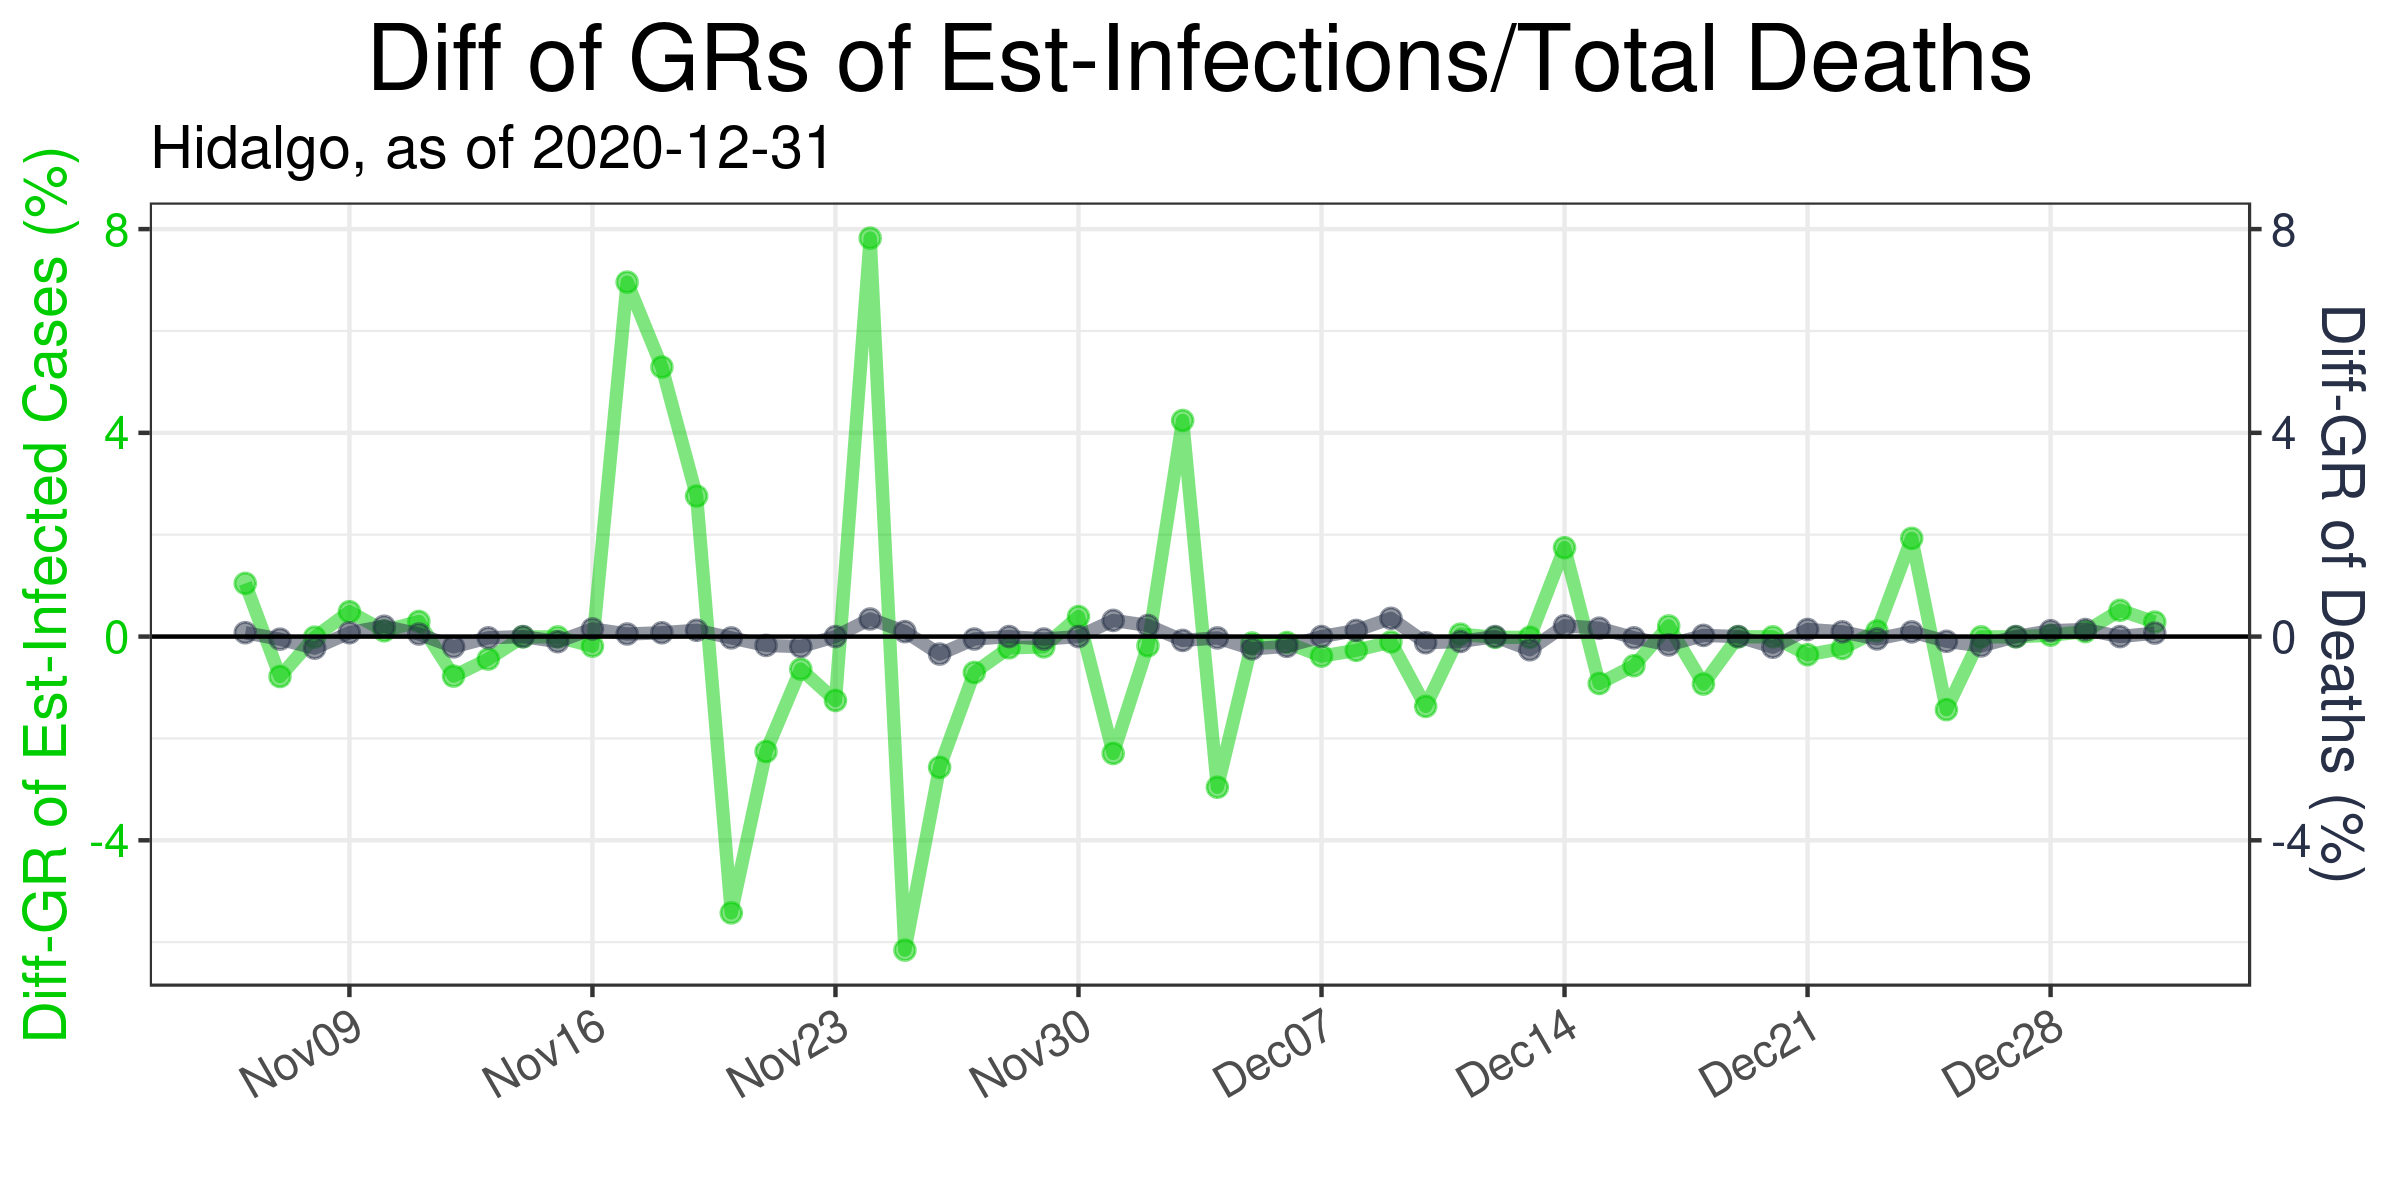 Diff of GRs of Est-Infections/Total Deaths
Hidalgo, as of 2020-12-31
Diff-GR of Est-Infected Cases (%)
8
4
0
-4
8
4
0
-4
Diff-GR of Deaths (%)
Nov09
Nov16
Nov23
Nov30
Dec07
Dec14
Dec21
Dec28